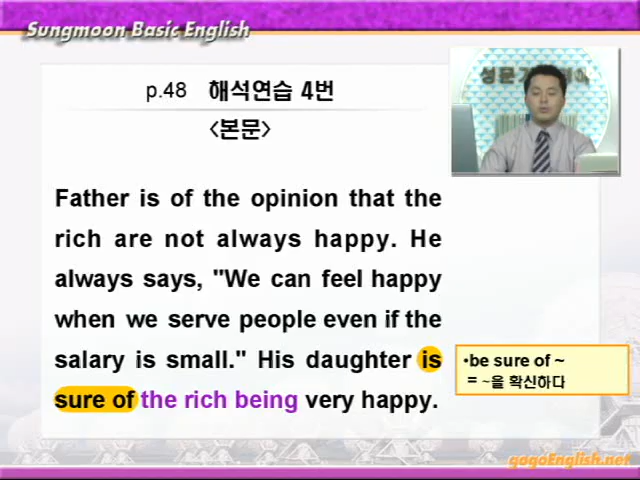 Sungmoon Basic English
p.48 해석연습 4번
<본문>
Father is of the opinion that the
rich are not always happy. He
always says, "We can feel happy
when we serve people even if the
salary is small." His daughter is
sure of the rich being very happy.
•be sure of ~
= ~을 확신하다
gogoEnglish.net